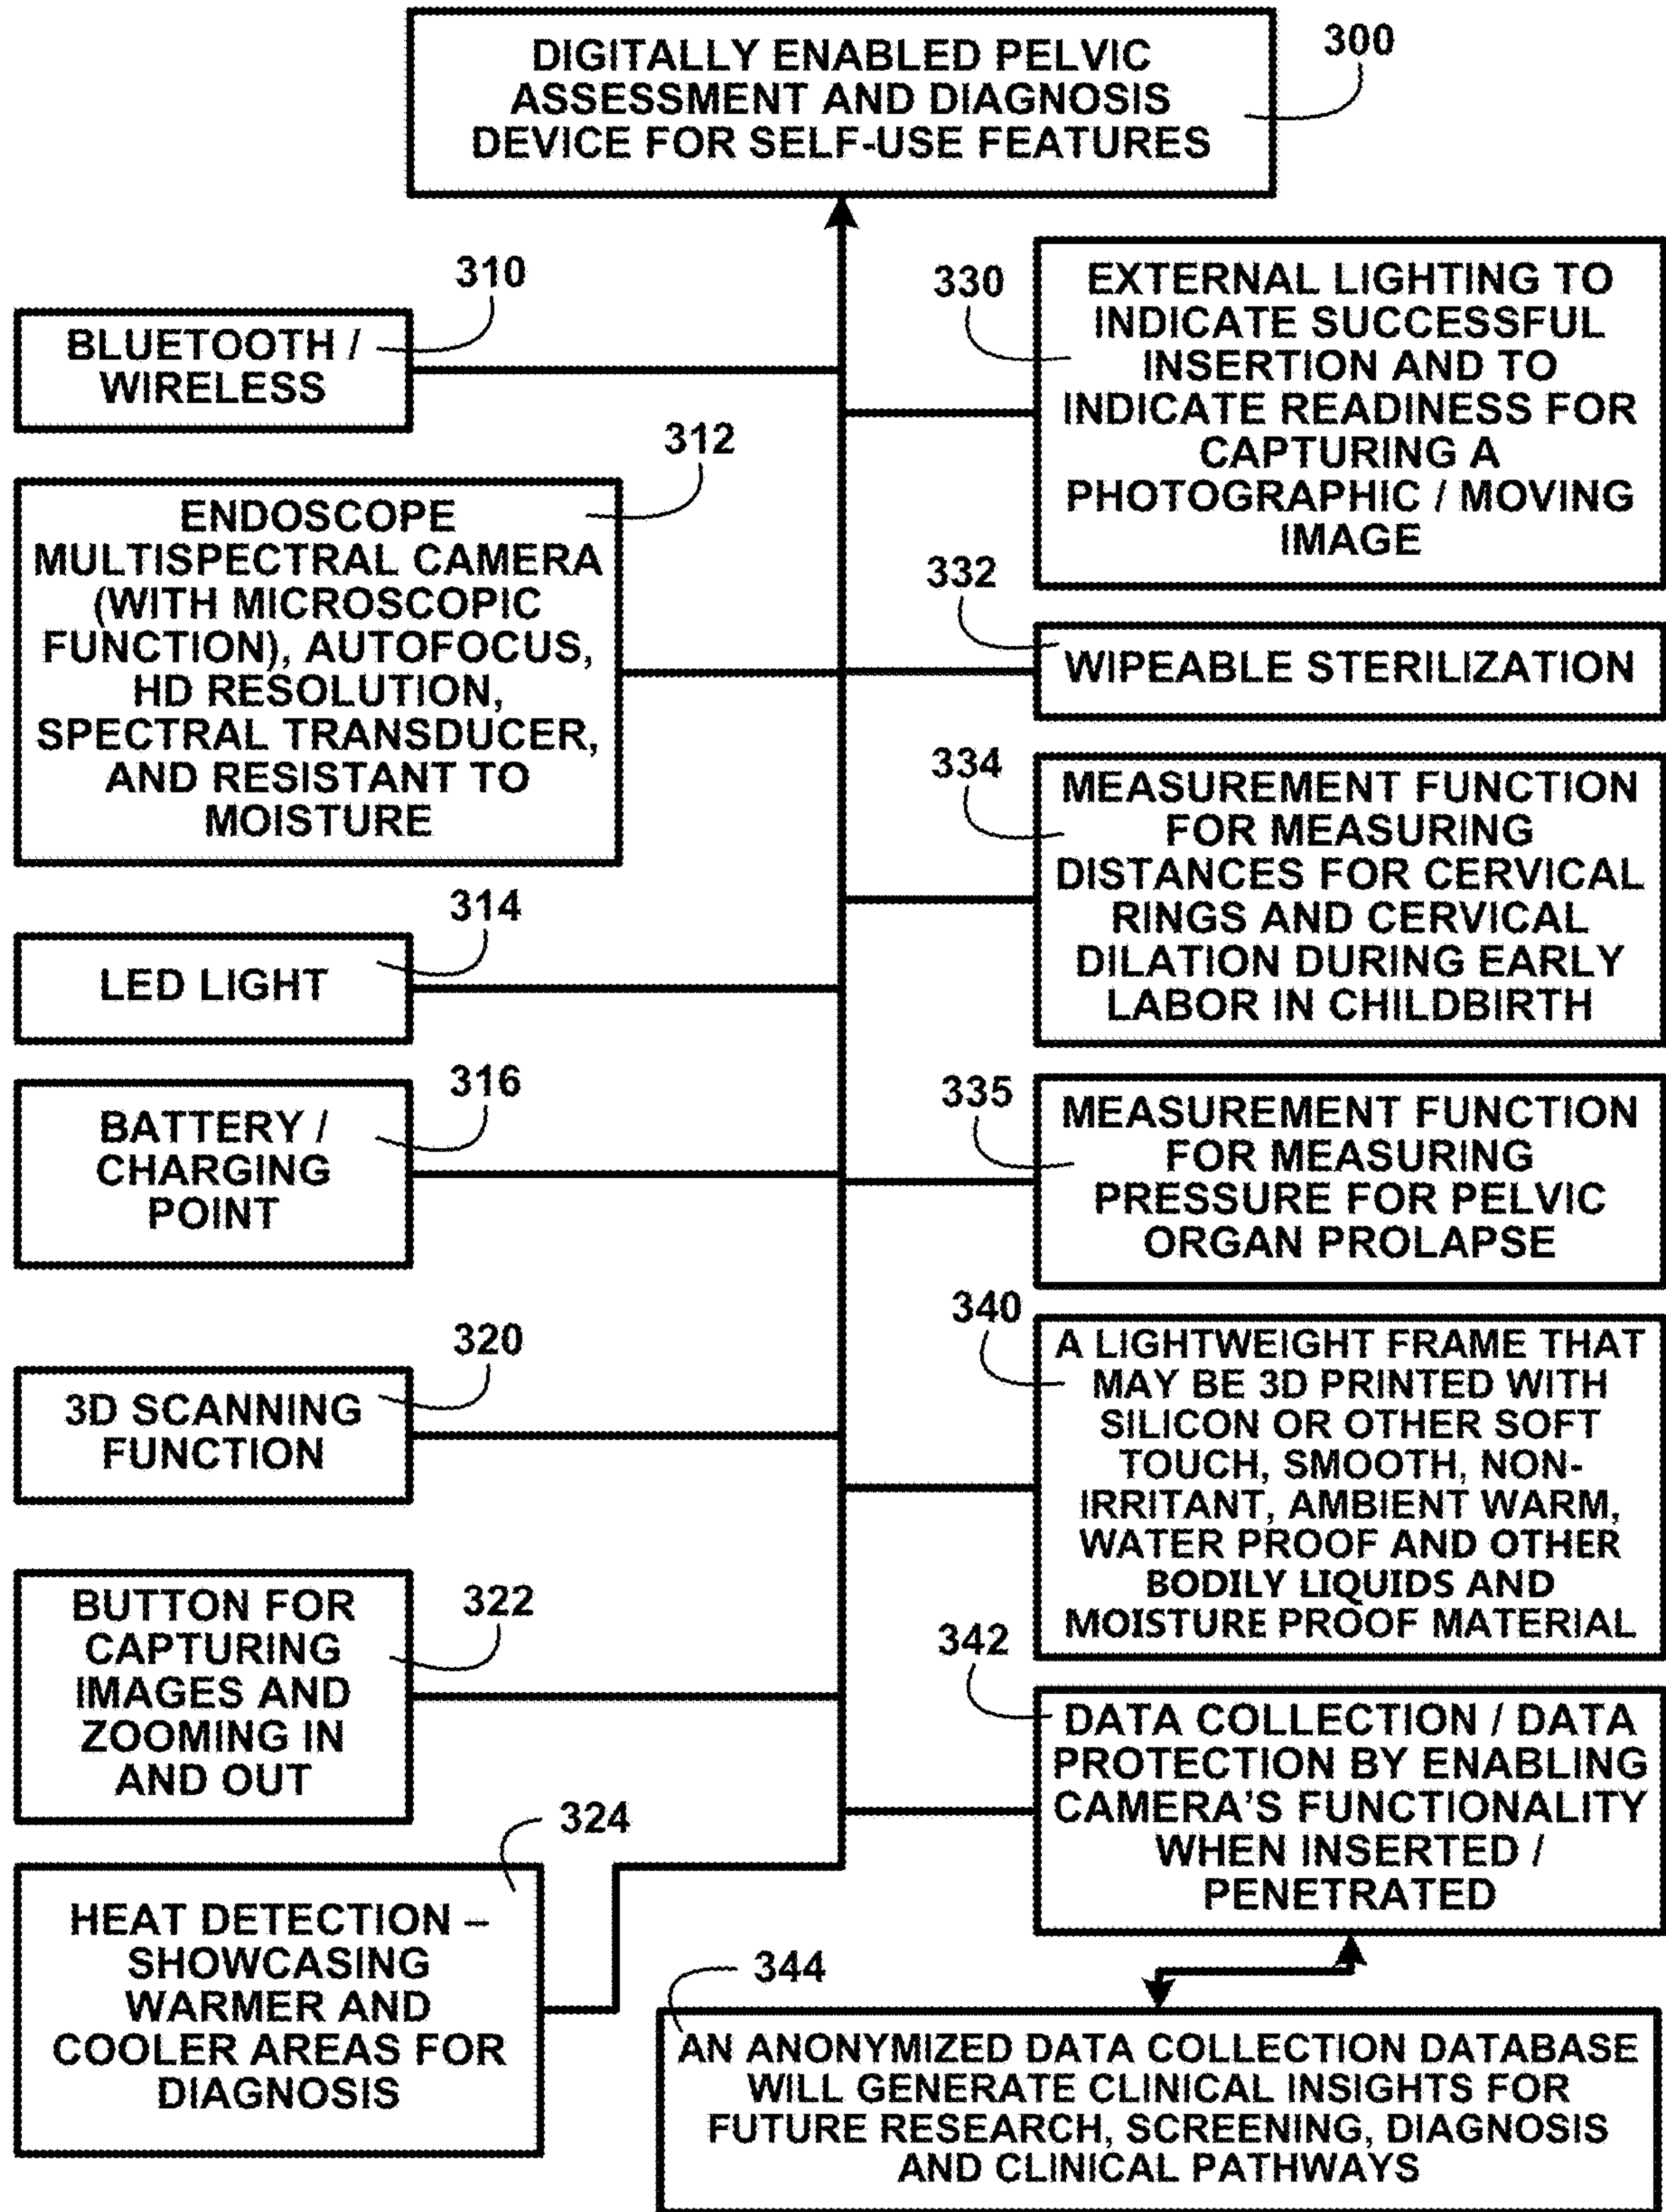 DIGITALLY ENABLED PELVIC
ASSESSMENT AND DIAGNOSIS
DEVICE FOR SELF-USE FEATURES
300
310
BLUETOOTH /
WIRELESS
312
ENDOSCOPE
MULTISPECTRAL CAMERA
(WITH MICROSCOPIC
FUNCTION), AUTOFOCUS,
HD RESOLUTION,
SPECTRAL TRANSDUCER,
AND RESISTANT TO
MOISTURE
314
LED LIGHT
316
BATTERY /
CHARGING
POINT
320
3D SCANNING
FUNCTION
322
BUTTON FOR
CAPTURING
IMAGES AND
ZOOMING IN
AND OUT
324
HEAT DETECTION –
SHOWCASING
WARMER AND
COOLER AREAS FOR
DIAGNOSIS
330
EXTERNAL LIGHTING TO
INDICATE SUCCESSFUL
INSERTION AND TO
INDICATE READINESS FOR
CAPTURING A
PHOTOGRAPHIC / MOVING
IMAGE
332
WIPEABLE STERILIZATION
334
MEASUREMENT FUNCTION
FOR MEASURING
DISTANCES FOR CERVICAL
RINGS AND CERVICAL
DILATION DURING EARLY
LABOR IN CHILDBIRTH
335
MEASUREMENT FUNCTION
FOR MEASURING
PRESSURE FOR PELVIC
ORGAN PROLAPSE
340
A LIGHTWEIGHT FRAME THAT
MAY BE 3D PRINTED WITH
SILICON OR OTHER SOFT
TOUCH, SMOOTH, NON-
IRRITANT, AMBIENT WARM,
WATER PROOF AND OTHER
BODILY LIQUIDS AND
MOISTURE PROOF MATERIAL
342
DATA COLLECTION / DATA
PROTECTION BY ENABLING
CAMERA'S FUNCTIONALITY
WHEN INSERTED /
PENETRATED
344
AN ANONYMIZED DATA COLLECTION DATABASE
WILL GENERATE CLINICAL INSIGHTS FOR
FUTURE RESEARCH, SCREENING, DIAGNOSIS
AND CLINICAL PATHWAYS